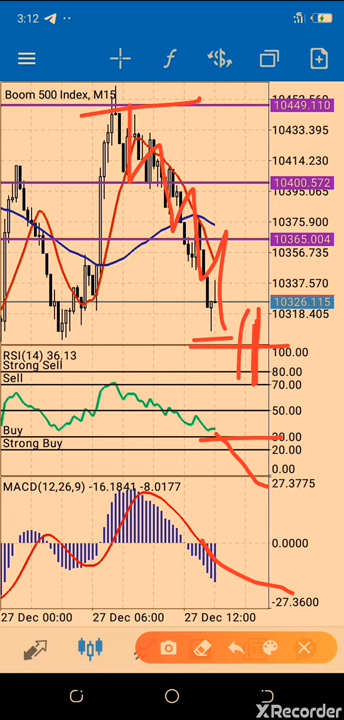 3:12
f
Boom 500 Index, M15
10449.110
10433.395
10414.230
10400.572
10395.065
10375.900
10365.004
10356.735
10337.570
10326.115
10318.405
RSI(14) 36.13
100.00
Strong Sell
80.00
Sell
70.00
50.00
Buy
30.00
Strong Buy
20.00
0.00
MACD(12,26,9) -16.1841 -8.0177
27.3775
0.0000
-27.3600
27 Dec 00:00
27 Dec 06:00
27 Dec 12:00
XRecorder